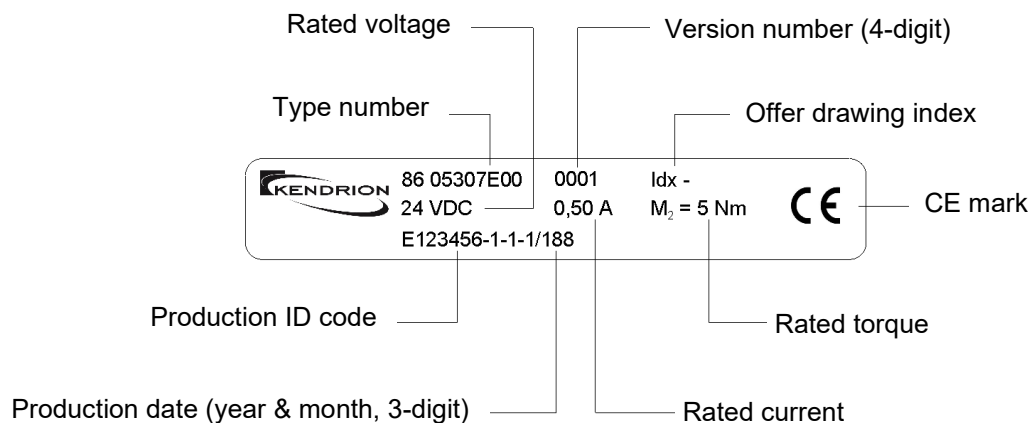 Rated voltage
Version number (4-digit)
Type number
Offer drawing index
KENDRION 86 05307E00 0001 Idx -
24 VDC 0,50 A M₂ = 5 Nm CE
CE mark
E123456-1-1-1/188
Production ID code
Rated torque
Production date (year & month, 3-digit)
Rated current